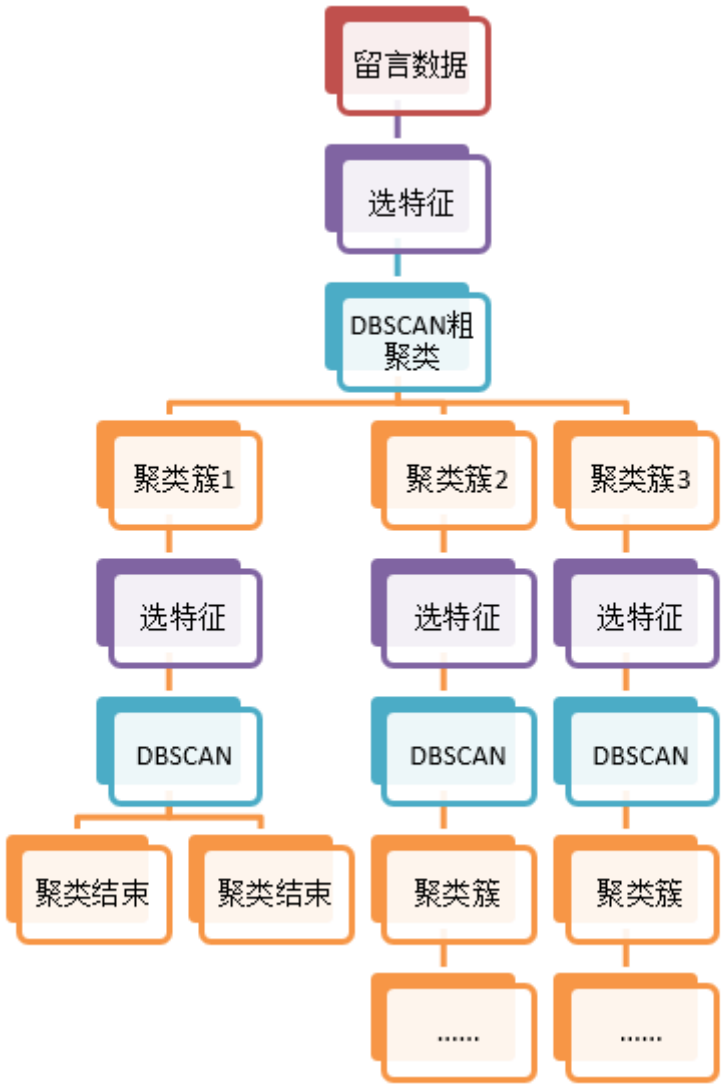 留言数据
选特征
DBSCAN粗
聚类
聚类簇1
聚类簇2
聚类簇3
选特征
选特征
选特征
DBSCAN
DBSCAN
DBSCAN
聚类结束
聚类结束
聚类簇
聚类簇
……
……